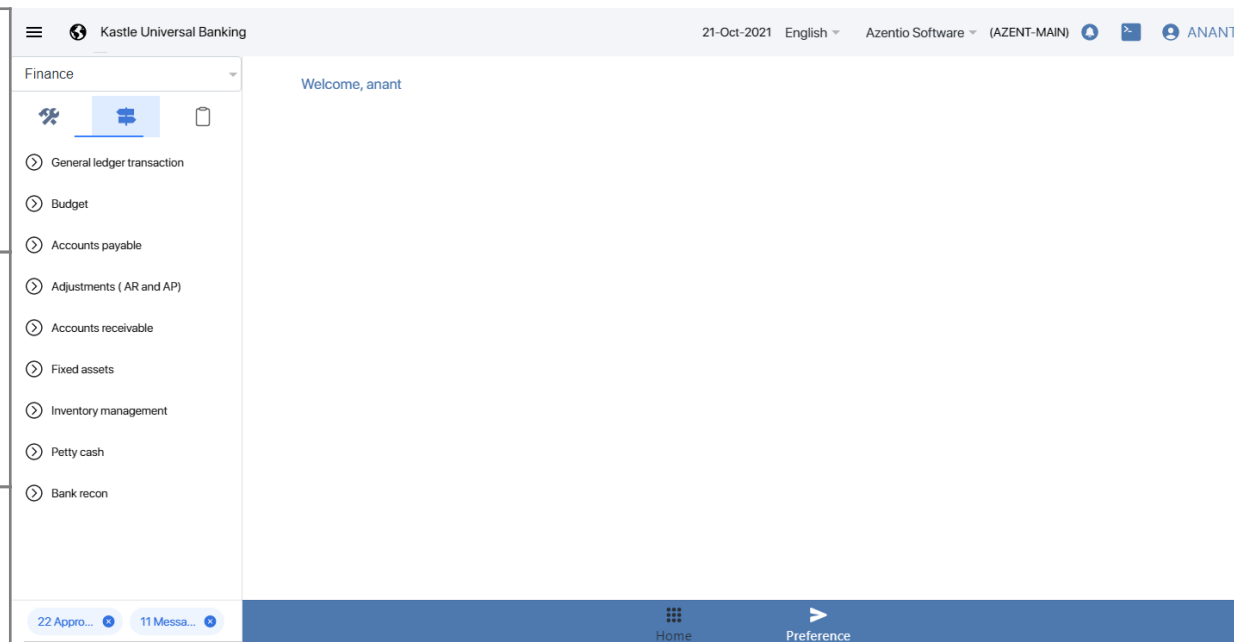 Kastle Universal Banking 21-Oct-2021 English Azentio Software (AZENT-MAIN) ANANT
Finance
Welcome, anant
General ledger transaction
Budget
Accounts payable
Adjustments ( AR and AP)
Accounts receivable
Fixed assets
Inventory management
Petty cash
Bank recon
22 Appro... 11 Messa...
Home Preference